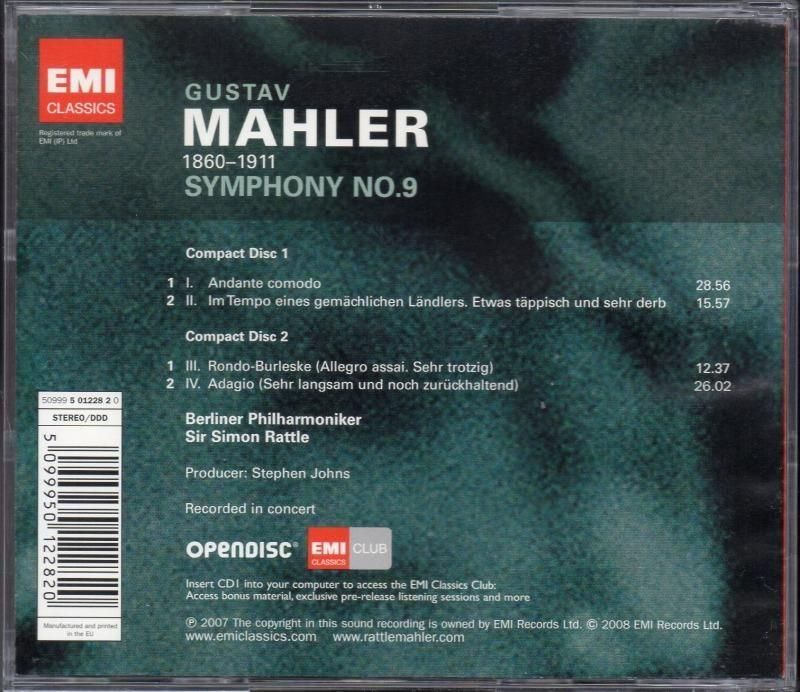 EMI
CLASSICS
Registered trade mark of
EMI (IP) Ltd
GUSTAV
MAHLER
1860–1911
SYMPHONY NO.9
Compact Disc 1
1 I. Andante comodo 28.56
2 II. Im Tempo eines gemächlichen Ländlers. Etwas täppisch und sehr derb 15.57
Compact Disc 2
1 III. Rondo-Burleske (Allegro assai. Sehr trotzig) 12.37
2 IV. Adagio (Sehr langsam und noch zurückhaltend) 26.02
50999 5 01228 2 0
STEREO/DDD
5 099950 122820
Manufactured and printed
in the EU
Berliner Philharmoniker
Sir Simon Rattle
Producer: Stephen Johns
Recorded in concert
OPENDISC® EMI CLASSICS CLUB
Insert CD1 into your computer to access the EMI Classics Club:
Access bonus material, exclusive pre-release listening sessions and more
℗ 2007 The copyright in this sound recording is owned by EMI Records Ltd. © 2008 EMI Records Ltd.
www.emiclassics.com www.rattlemahler.com